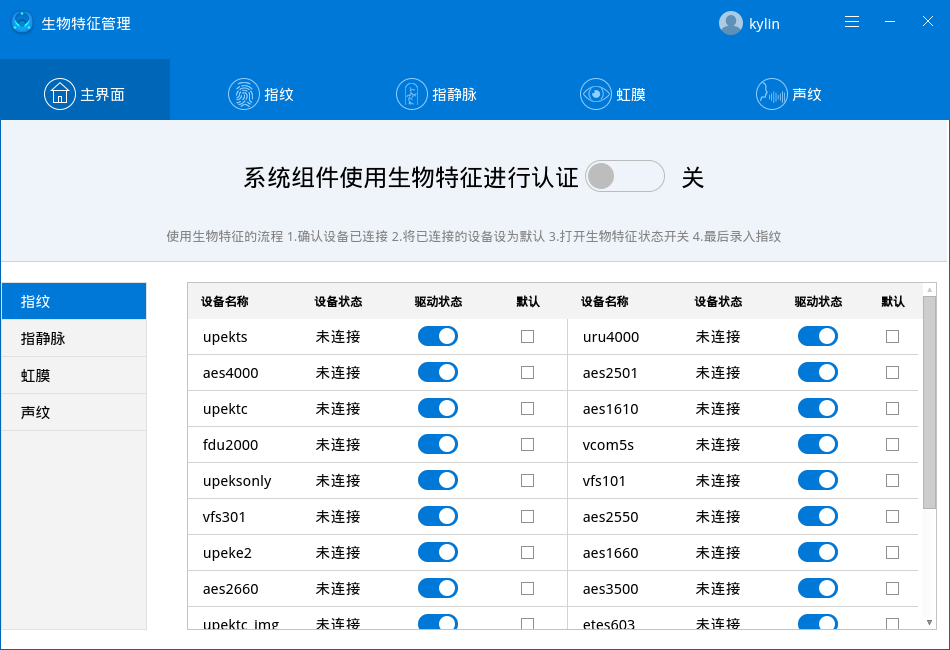 生物特征管理 kylin
主界面 指纹 指静脉 虹膜 声纹
系统组件使用生物特征进行认证 关
使用生物特征的流程 1.确认设备已连接 2.将已连接的设备设为默认 3.打开生物特征状态开关 4.最后录入指纹
指纹
指静脉
虹膜
声纹
设备名称 设备状态 驱动状态 默认 设备名称 设备状态 驱动状态 默认
upekts 未连接 uru4000 未连接
aes4000 未连接 aes2501 未连接
upektc 未连接 aes1610 未连接
fdu2000 未连接 vcom5s 未连接
upeksonly 未连接 vfs101 未连接
vfs301 未连接 aes2550 未连接
upeke2 未连接 aes1660 未连接
aes2660 未连接 aes3500 未连接
upektc_img 未连接 etes603 未连接